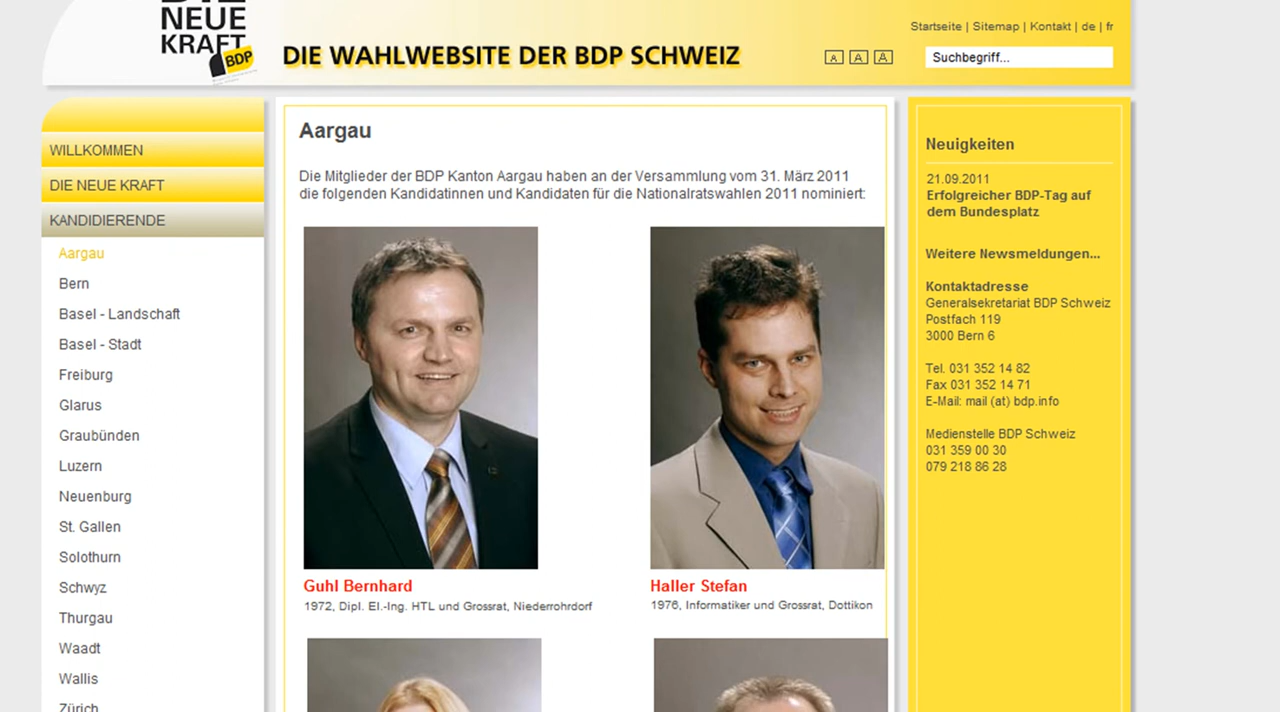 DIE
NEUE
KRAFT
BDP
DIE WAHLWEBSITE DER BDP SCHWEIZ
A A A
Startseite | Sitemap | Kontakt | de | fr
Suchbegriff...
WILLKOMMEN
DIE NEUE KRAFT
KANDIDIERENDE
Aargau
Bern
Basel - Landschaft
Basel - Stadt
Freiburg
Glarus
Graubünden
Luzern
Neuenburg
St. Gallen
Solothurn
Schwyz
Thurgau
Waadt
Wallis
Zürich
Aargau
Die Mitglieder der BDP Kanton Aargau haben an der Versammlung vom 31. März 2011
die folgenden Kandidatinnen und Kandidaten für die Nationalratswahlen 2011 nominiert:
Guhl Bernhard
1972, Dipl. El.-Ing. HTL und Grossrat, Niederrohrdorf
Haller Stefan
1976, Informatiker und Grossrat, Dottikon
Neuigkeiten
21.09.2011
Erfolgreicher BDP-Tag auf
dem Bundesplatz
Weitere Newsmeldungen...
Kontaktadresse
Generalsekretariat BDP Schweiz
Postfach 119
3000 Bern 6
Tel. 031 352 14 82
Fax 031 352 14 71
E-Mail: mail (at) bdp.info
Medienstelle BDP Schweiz
031 359 00 30
079 218 86 28